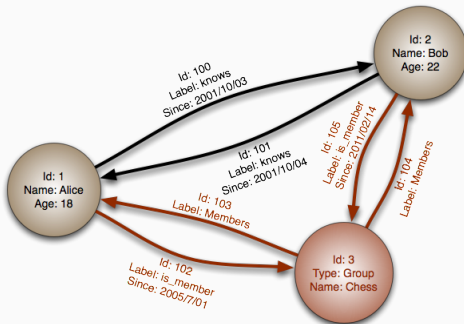 Id: 2
Name: Bob
Age: 22
Id: 100
Label: knows
Since: 2001/10/03
Id: 101
Label: knows
Since: 2001/10/04
Id: 105
Label: is_member
Since: 2011/02/14
Id: 104
Label: Members
Id: 1
Name: Alice
Age: 18
Id: 103
Label: Members
Id: 102
Label: is_member
Since: 2005/7/01
Id: 3
Type: Group
Name: Chess